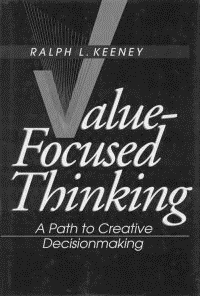 RALPH L. KEENEY
Value-
Focused
Thinking
A Path to Creative
Decisionmaking